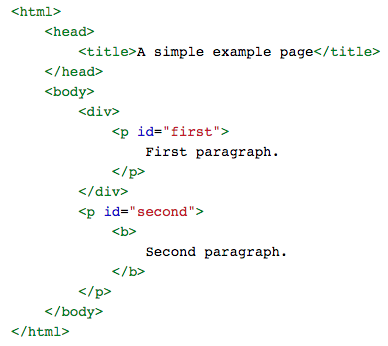 <html>
<head>
<title>A simple example page</title>
</head>
<body>
<div>
<p id="first">
First paragraph.
</p>
</div>
<p id="second">
<b>
Second paragraph.
</b>
</p>
</body>
</html>